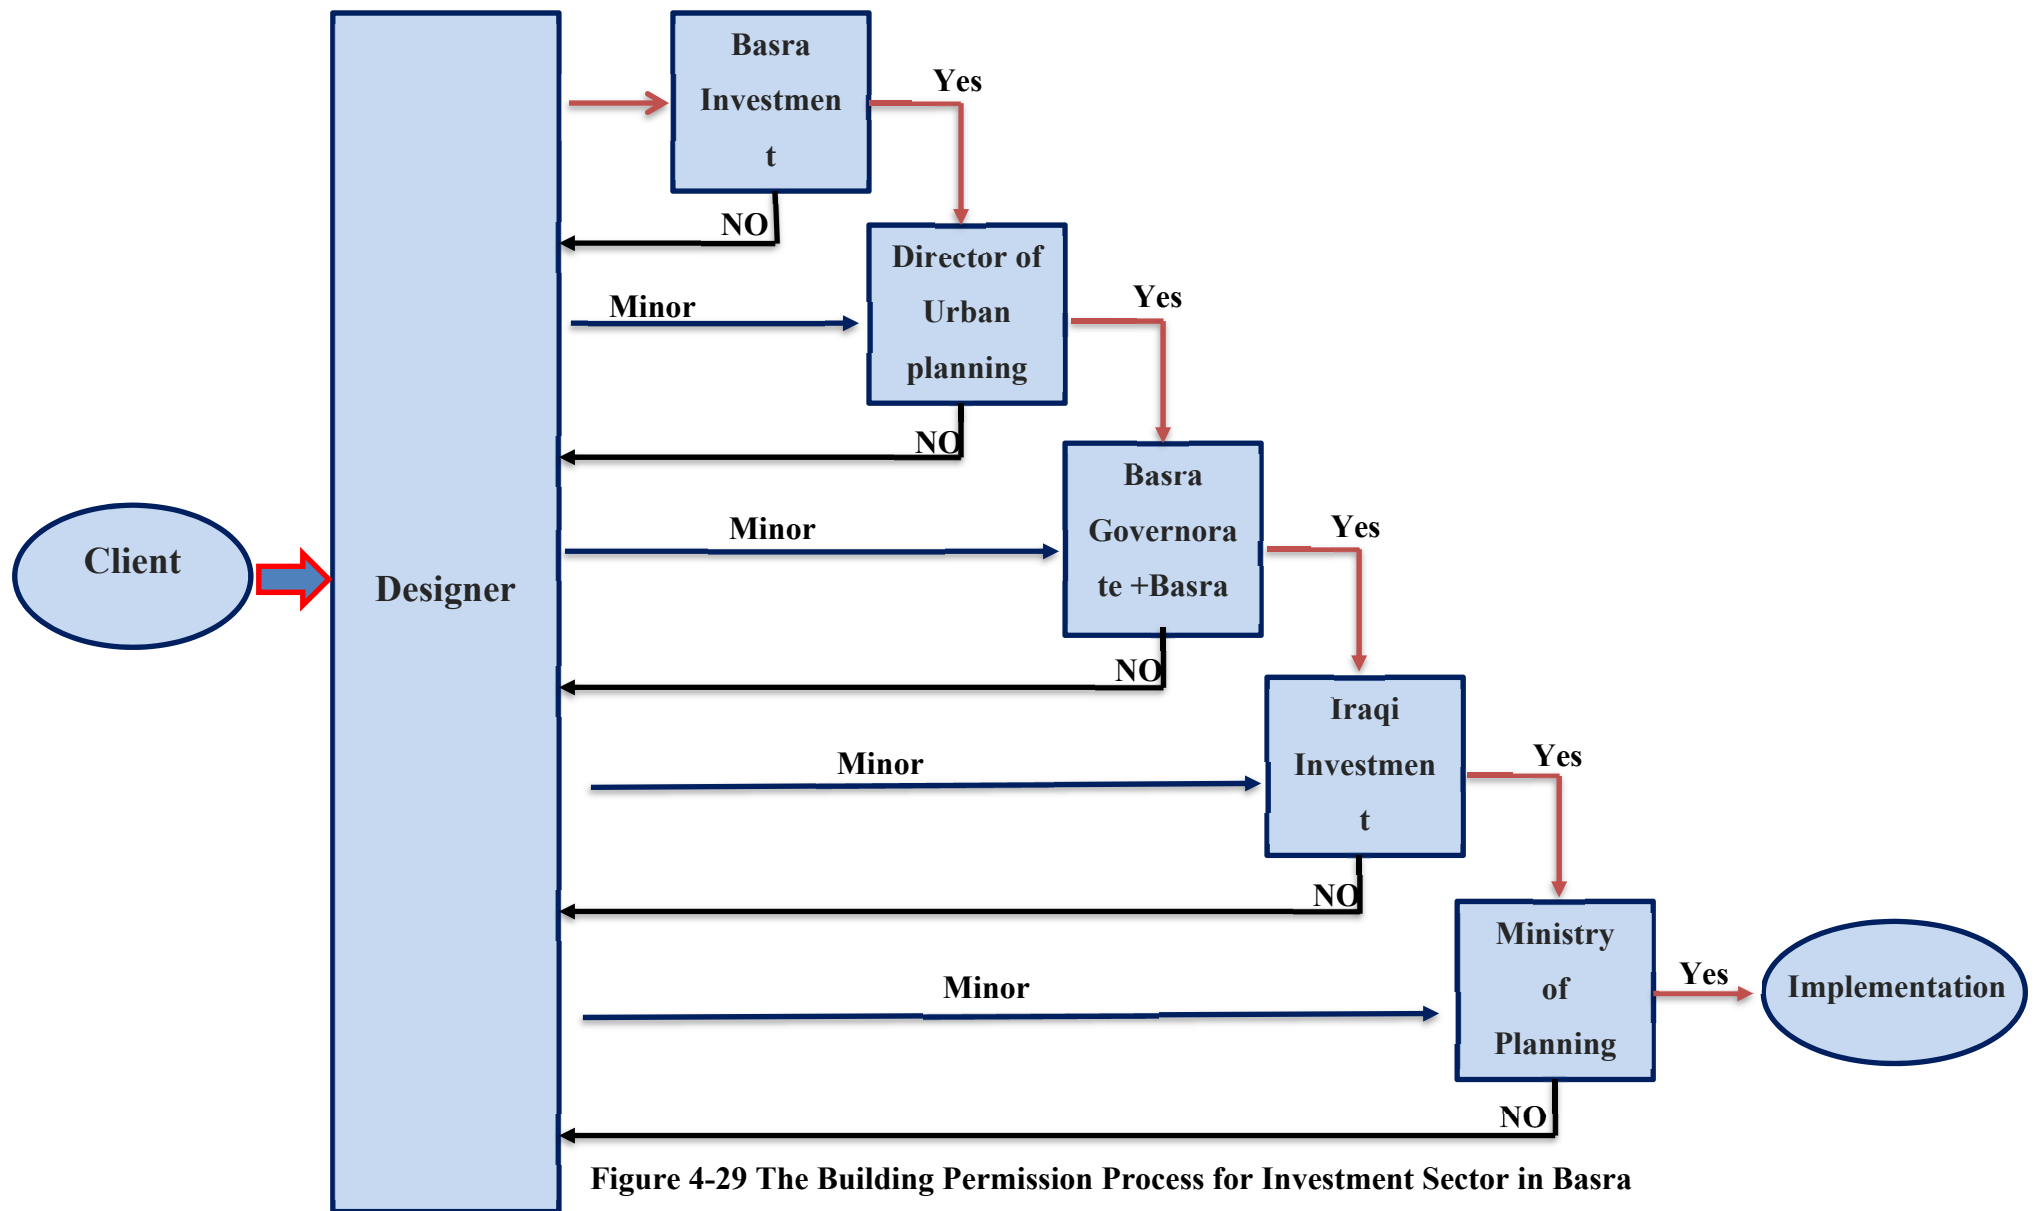 Basra
Investmen
t
Yes
NO
Director of
Urban
planning
Minor
Yes
NO
Basra
Governora
te +Basra
Minor
Yes
NO
Client
Designer
Iraqi
Investmen
t
Minor
Yes
NO
Ministry
of
Planning
Minor
Yes
Implementation
NO
Figure 4-29 The Building Permission Process for Investment Sector in Basra